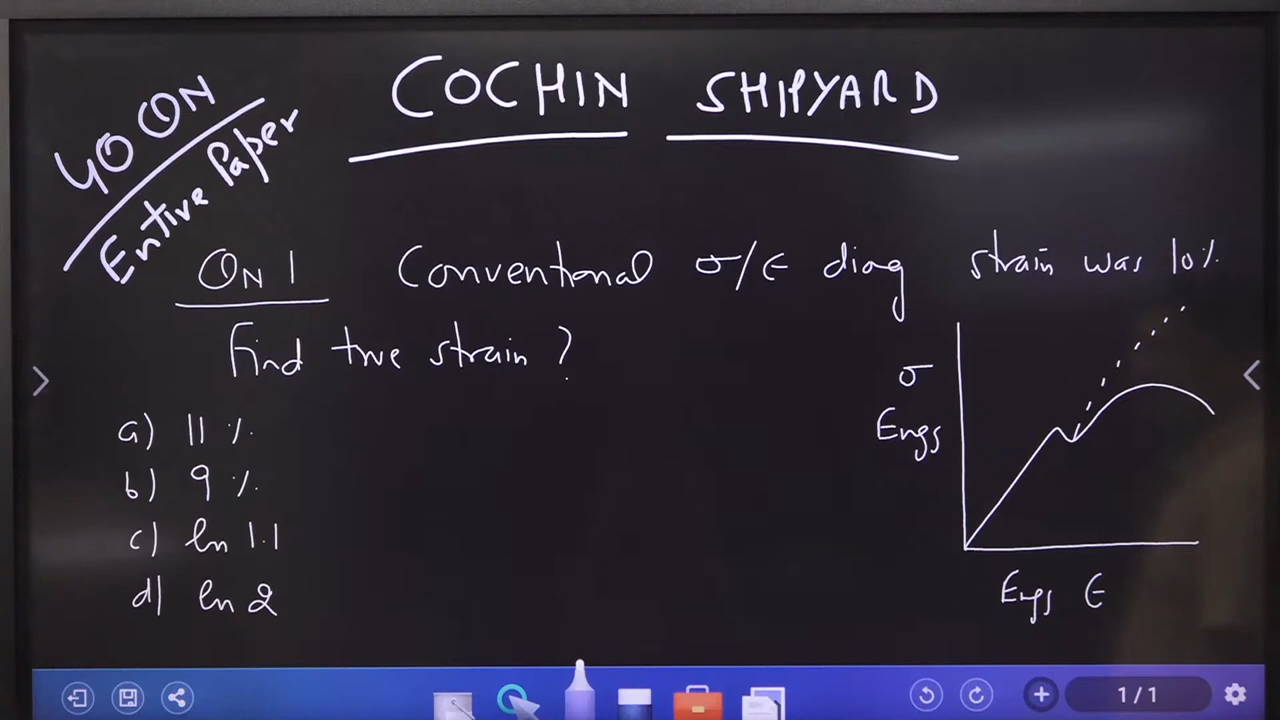 COCHIN SHIPYARD
40 QN
Entire Paper
QN 1 Conventional σ/ϵ diag strain was 10%.
Find true strain?
a) 11 %.
b) 9 %.
c) ln 1.1
d) ln 2
σ
Engg
Engg ϵ
1/1